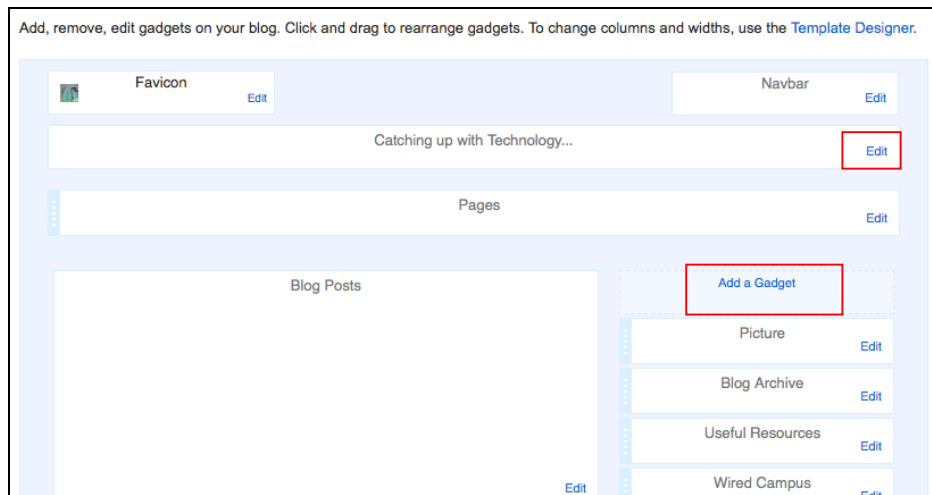 Add, remove, edit gadgets on your blog. Click and drag to rearrange gadgets. To change columns and widths, use the Template Designer.
Favicon
Edit
Navbar
Edit
Catching up with Technology...
Edit
Pages
Edit
Blog Posts
Edit
Add a Gadget
Picture
Edit
Blog Archive
Edit
Useful Resources
Edit
Wired Campus
Edit